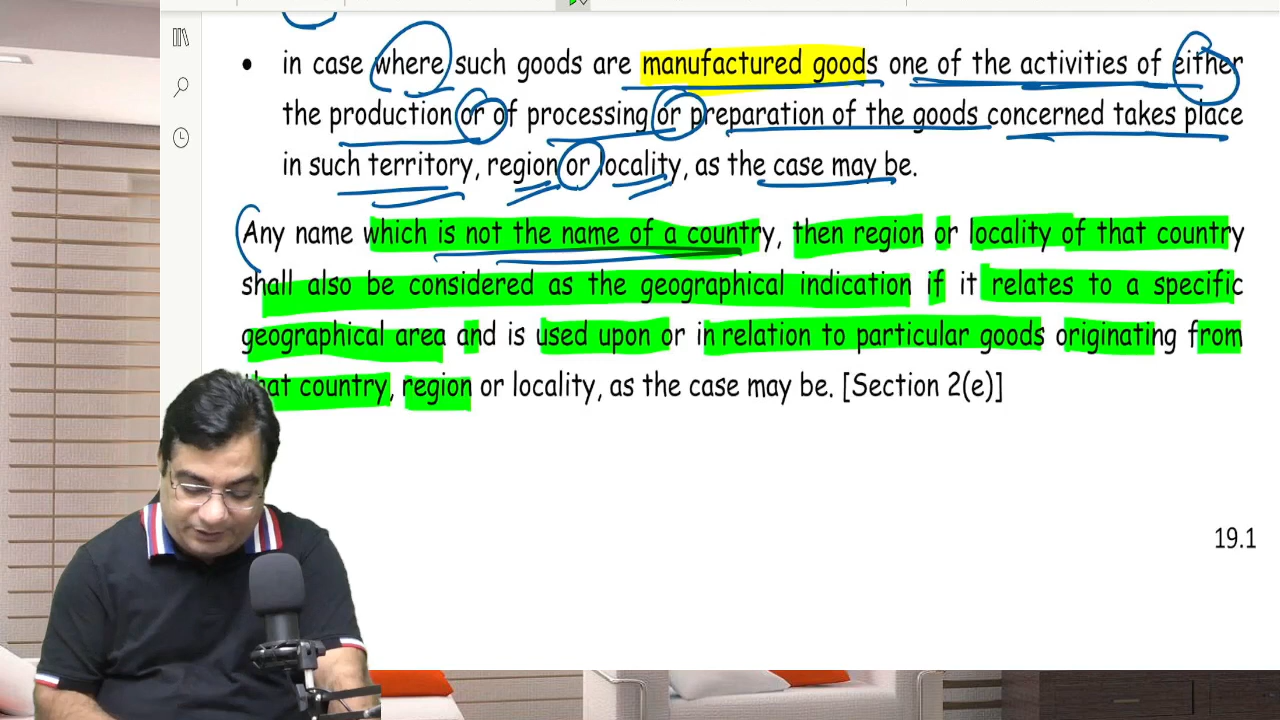 in case where such goods are manufactured goods one of the activities of either
the production or of processing or preparation of the goods concerned takes place
in such territory, region or locality, as the case may be.
Any name which is not the name of a country, then region or locality of that country
shall also be considered as the geographical indication if it relates to a specific
geographical area and is used upon or in relation to particular goods originating from
that country, region or locality, as the case may be. [Section 2(e)]
19.1